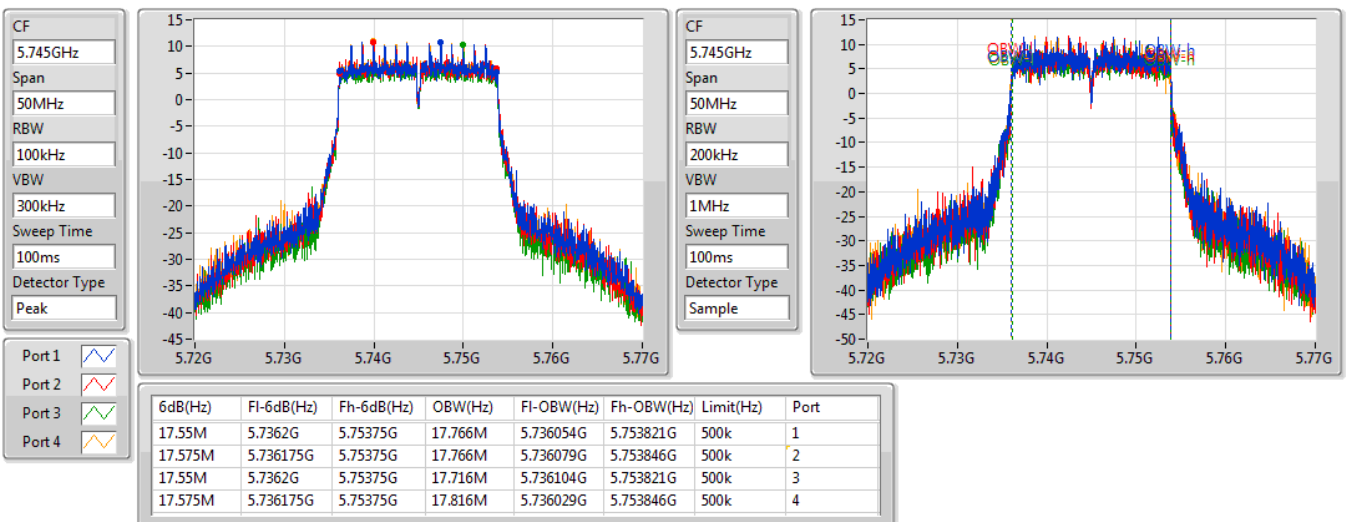 CF
5.745GHz
Span
50MHz
RBW
100kHz
VBW
300kHz
Sweep Time
100ms
Detector Type
Peak
15
10
5
0
-5
-10
-15
-20
-25
-30
-35
-40
-45
5.72G 5.73G 5.74G 5.75G 5.76G 5.77G
CF
5.745GHz
Span
50MHz
RBW
200kHz
VBW
1MHz
Sweep Time
100ms
Detector Type
Sample
15
10
5
0
-5
-10
-15
-20
-25
-30
-35
-40
-45
-50
OBW-h
5.72G 5.73G 5.74G 5.75G 5.76G 5.77G
Port 1
Port 2
Port 3
Port 4
6dB(Hz) Fl-6dB(Hz) Fh-6dB(Hz) OBW(Hz) Fl-OBW(Hz) Fh-OBW(Hz) Limit(Hz) Port
17.55M 5.7362G 5.75375G 17.766M 5.736054G 5.753821G 500k 1
17.575M 5.736175G 5.75375G 17.766M 5.736079G 5.753846G 500k 2
17.55M 5.7362G 5.75375G 17.716M 5.736104G 5.753821G 500k 3
17.575M 5.736175G 5.75375G 17.816M 5.736029G 5.753846G 500k 4